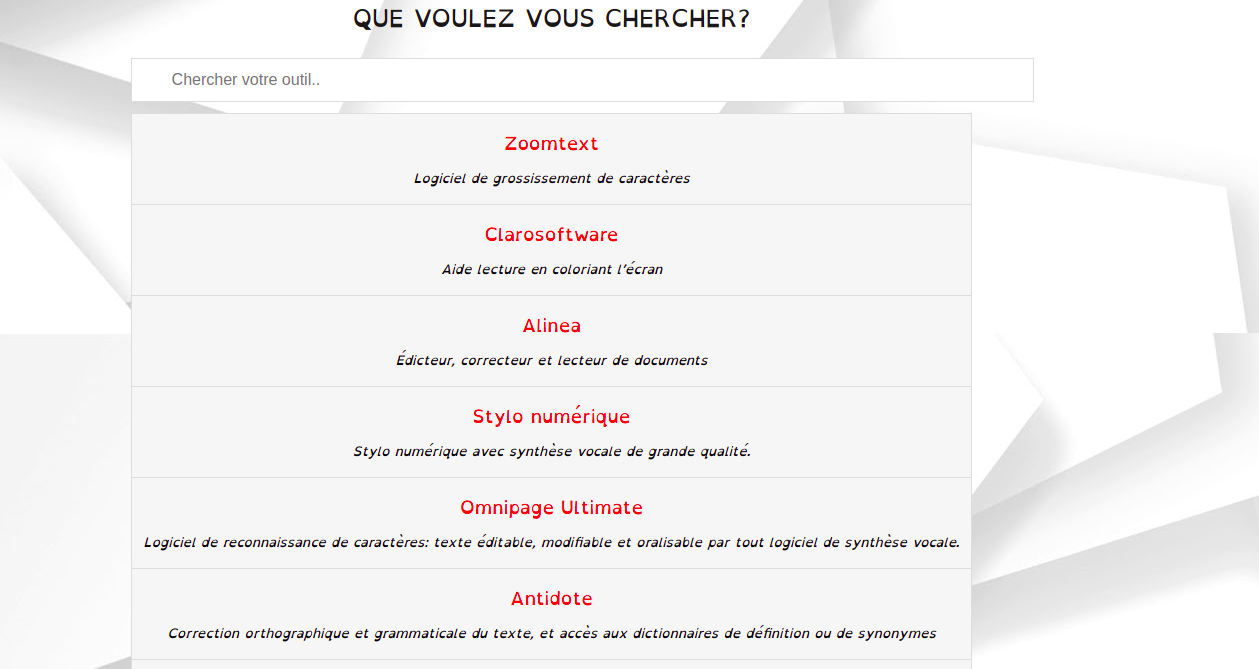 QUE VOULEZ VOUS CHERCHER?
Chercher votre outil..
Zoomtext
Logiciel de grossissement de caractères
Clarosoftware
Aide lecture en coloriant l'écran
Alinea
Édicteur, correcteur et lecteur de documents
Stylo numérique
Stylo numérique avec synthèse vocale de grande qualité.
Omnipage Ultimate
Logiciel de reconnaissance de caractères: texte éditable, modifiable et oralisable par tout logiciel de synthèse vocale.
Antidote
Correction orthographique et grammaticale du texte, et accès aux dictionnaires de définition ou de synonymes